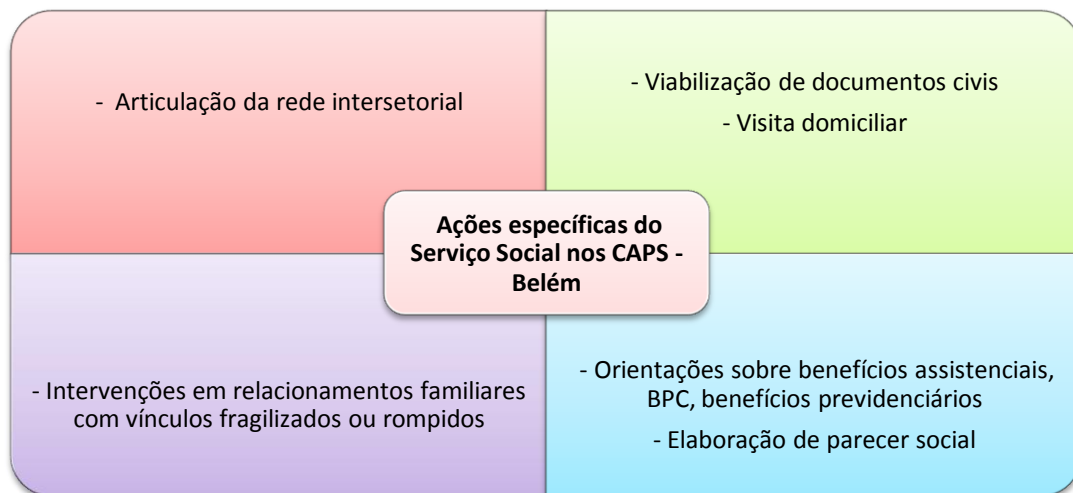 - Articulação da rede intersetorial
- Viabilização de documentos civis
- Visita domiciliar
Ações específicas do
Serviço Social nos CAPS -
Belém
- Intervenções em relacionamentos familiares
com vínculos fragilizados ou rompidos
- Orientações sobre benefícios assistenciais,
BPC, benefícios previdenciários
- Elaboração de parecer social